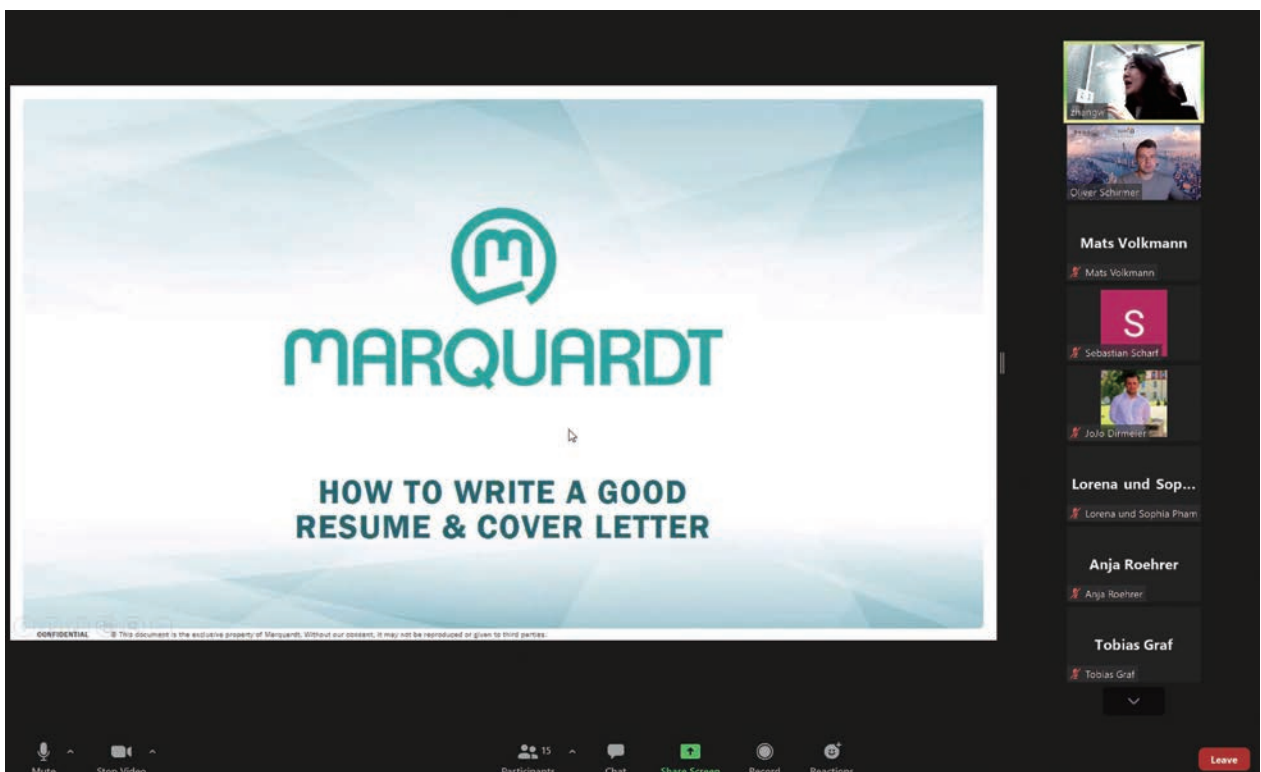 MARQUARDT
HOW TO WRITE A GOOD
RESUME & COVER LETTER
CONFIDENTIAL © This document is the exclusive property of Marquardt. Without our consent, it may not be reproduced or given to third parties.
Oliver Schirmer
Mats Volkmann
Mats Volkmann
S
Sebastian Scharf
JoJo Dirmeier
Lorena und Sop...
Lorena und Sophia Pham
Anja Roehrer
Anja Roehrer
Tobias Graf
Tobias Graf
Mute
Stop Video
15
Participants
Chat
Share Screen
Record
Reactions
Leave